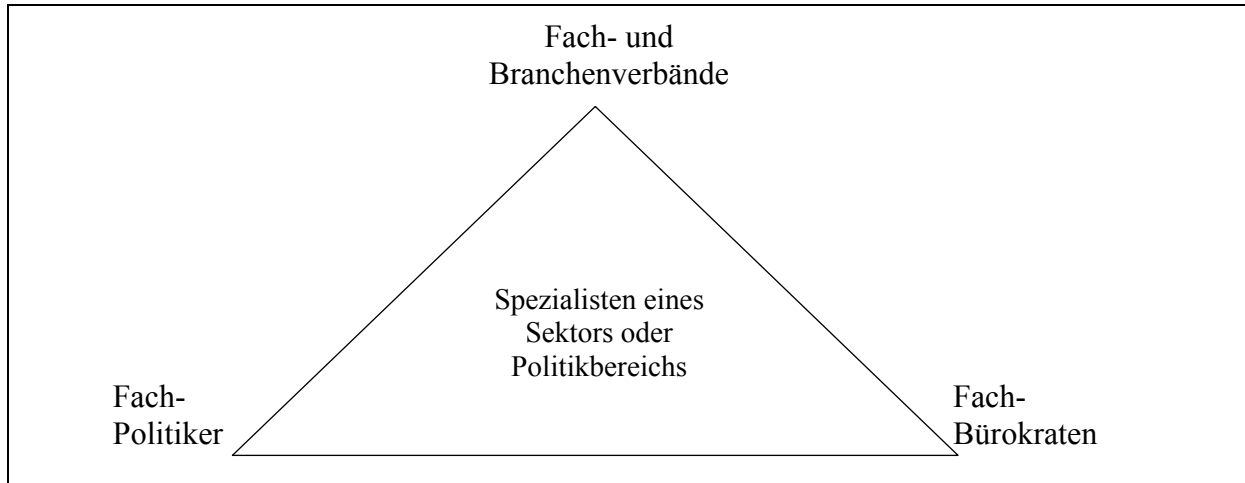 Fach- und
Branchenverbände
Spezialisten eines
Sektors oder
Politikbereichs
Fach-
Politiker
Fach-
Bürokraten